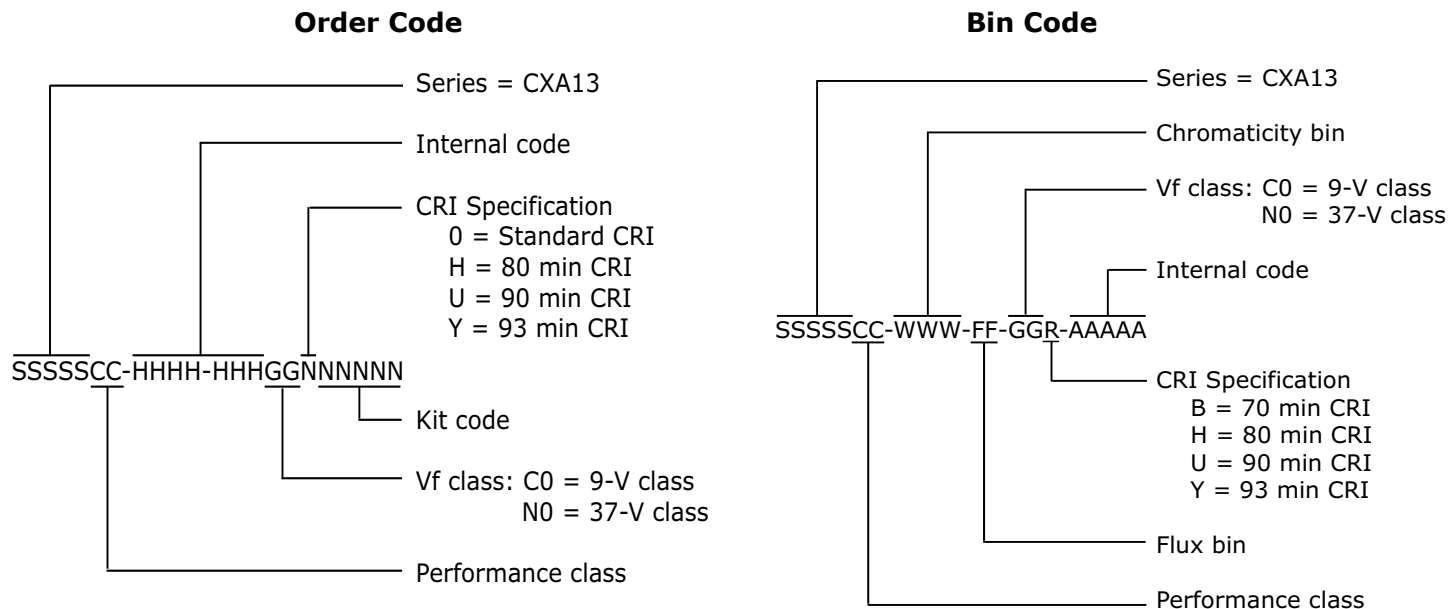 Order Code
Series = CXA13
Internal code
CRI Specification
0 = Standard CRI
H = 80 min CRI
U = 90 min CRI
Y = 93 min CRI
SSSSSCC-HHHH-HHHGGNNNNNN
Kit code
Vf class: C0 = 9-V class
N0 = 37-V class
Performance class
Bin Code
Series = CXA13
Chromaticity bin
Vf class: C0 = 9-V class
N0 = 37-V class
Internal code
SSSSSCC-WWW-FF-GGR-AAAAA
CRI Specification
B = 70 min CRI
H = 80 min CRI
U = 90 min CRI
Y = 93 min CRI
Flux bin
Performance class